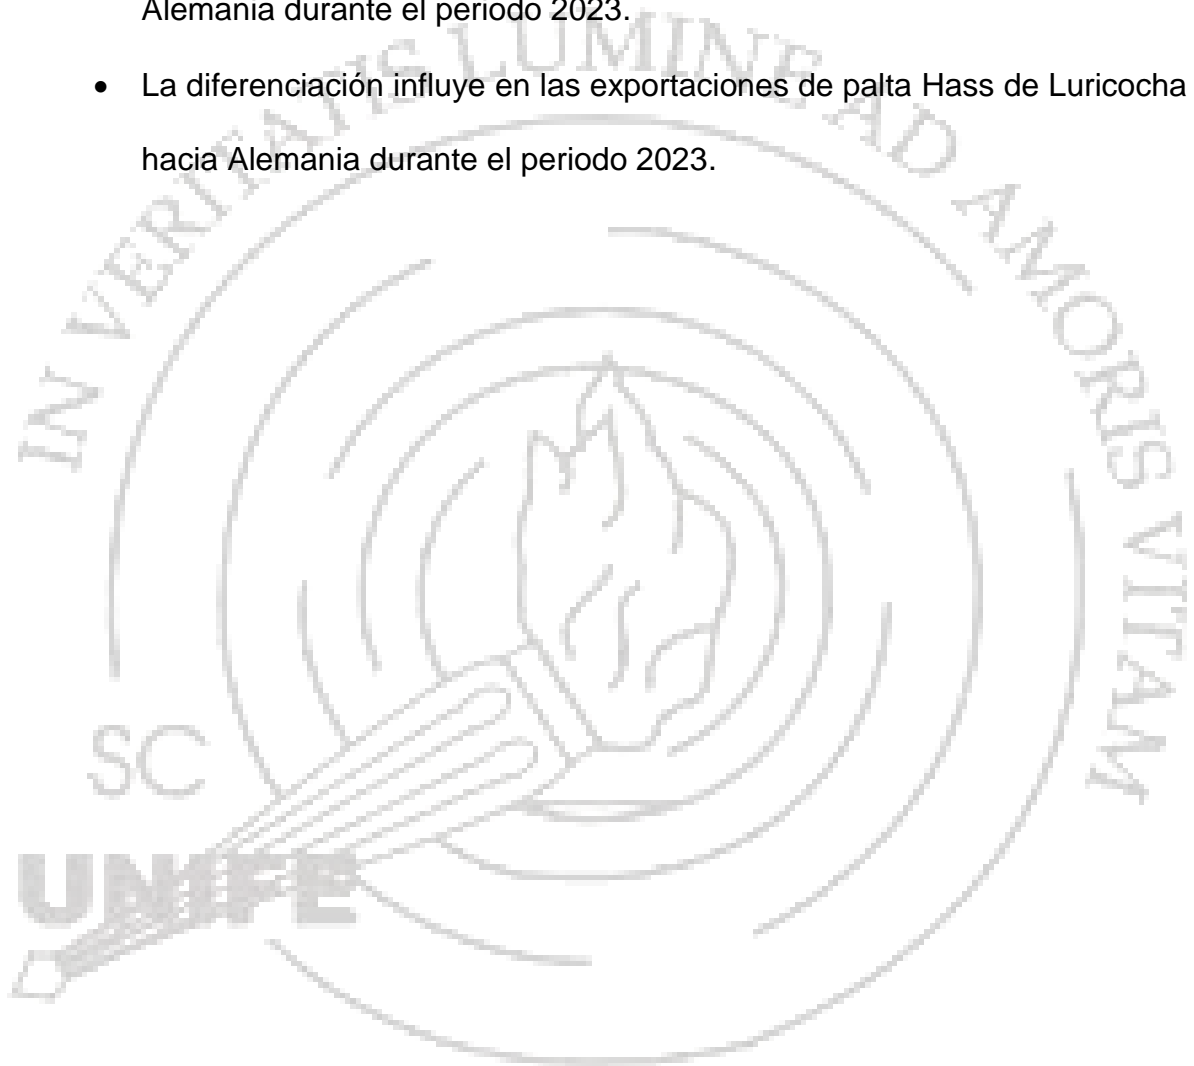 Alemania durante el periodo 2023.
• La diferenciación influye en las exportaciones de palta Hass de Luricocha
hacia Alemania durante el periodo 2023.
IN VERITATIS LUMINE AD AMORIS VITAM
SC
UNIFE